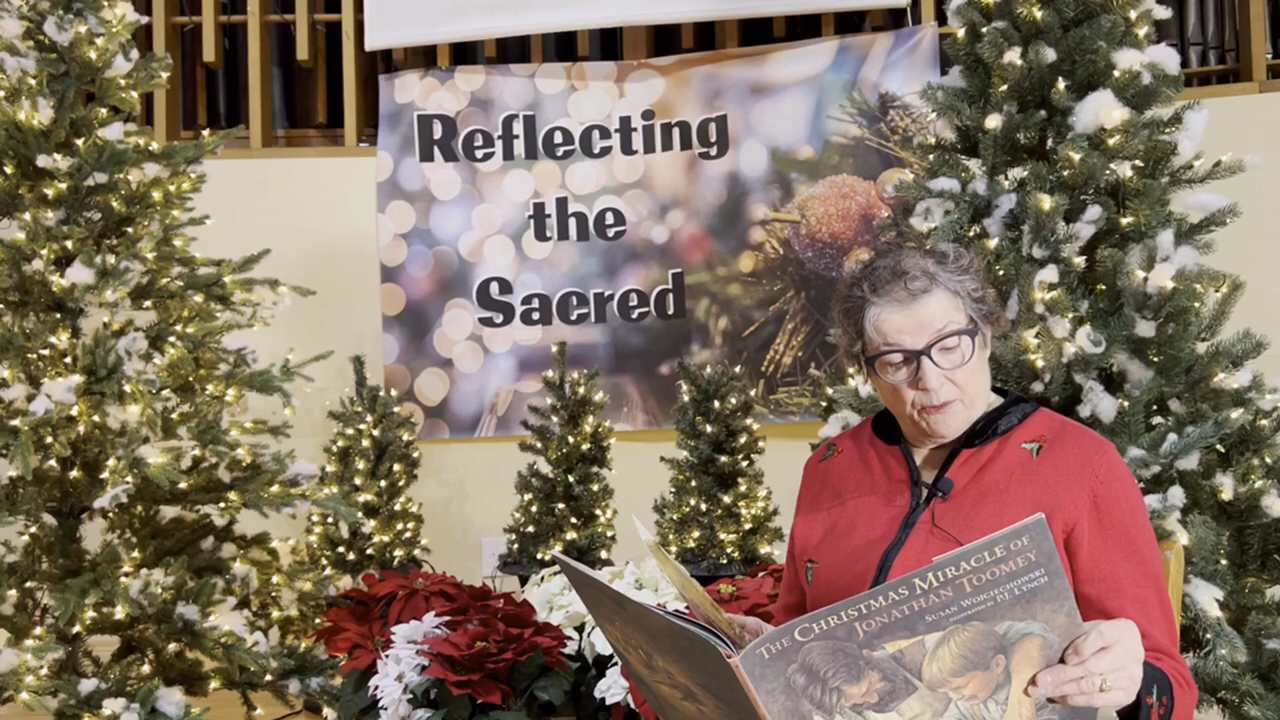 Reflecting
the
Sacred
THE CHRISTMAS MIRACLE OF
JONATHAN TOOMEY
SUSAN WOJCIECHOWSKI
ILLUSTRATED BY P.J. LYNCH